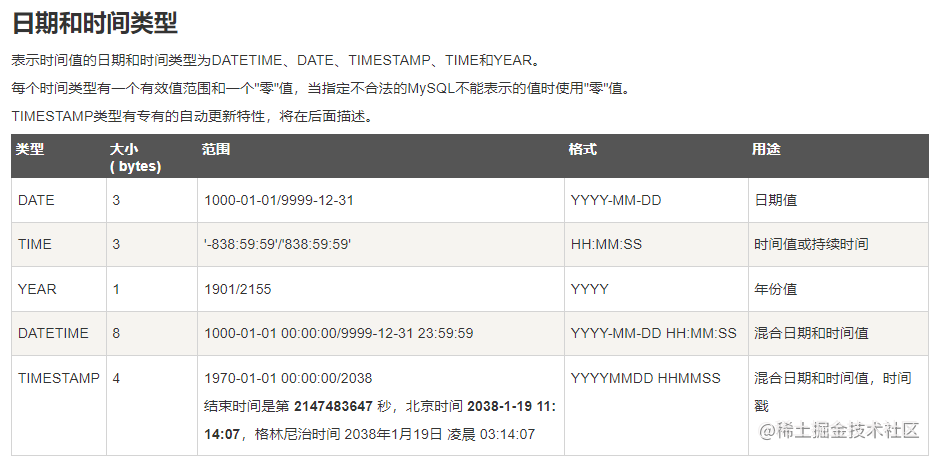 日期和时间类型
表示时间值的日期和时间类型为DATETIME、DATE、TIMESTAMP、TIME和YEAR。
每个时间类型有一个有效值范围和一个"零"值，当指定不合法的MySQL不能表示的值时使用"零"值。
TIMESTAMP类型有专有的自动更新特性，将在后面描述。
类型 大小 范围 格式 用途
( bytes)
DATE 3 1000-01-01/9999-12-31 YYYY-MM-DD 日期值
TIME 3 '-838:59:59'/'838:59:59' HH:MM:SS 时间值或持续时间
YEAR 1 1901/2155 YYYY 年份值
DATETIME 8 1000-01-01 00:00:00/9999-12-31 23:59:59 YYYY-MM-DD HH:MM:SS 混合日期和时间值
TIMESTAMP 4 1970-01-01 00:00:00/2038 YYYYMMDD HHMMSS 混合日期和时间值，时间
结束时间是第 2147483647 秒，北京时间 2038-1-19 11: 戳
14:07，格林尼治时间 2038年1月19日 凌晨 03:14:07
@稀土掘金技术社区